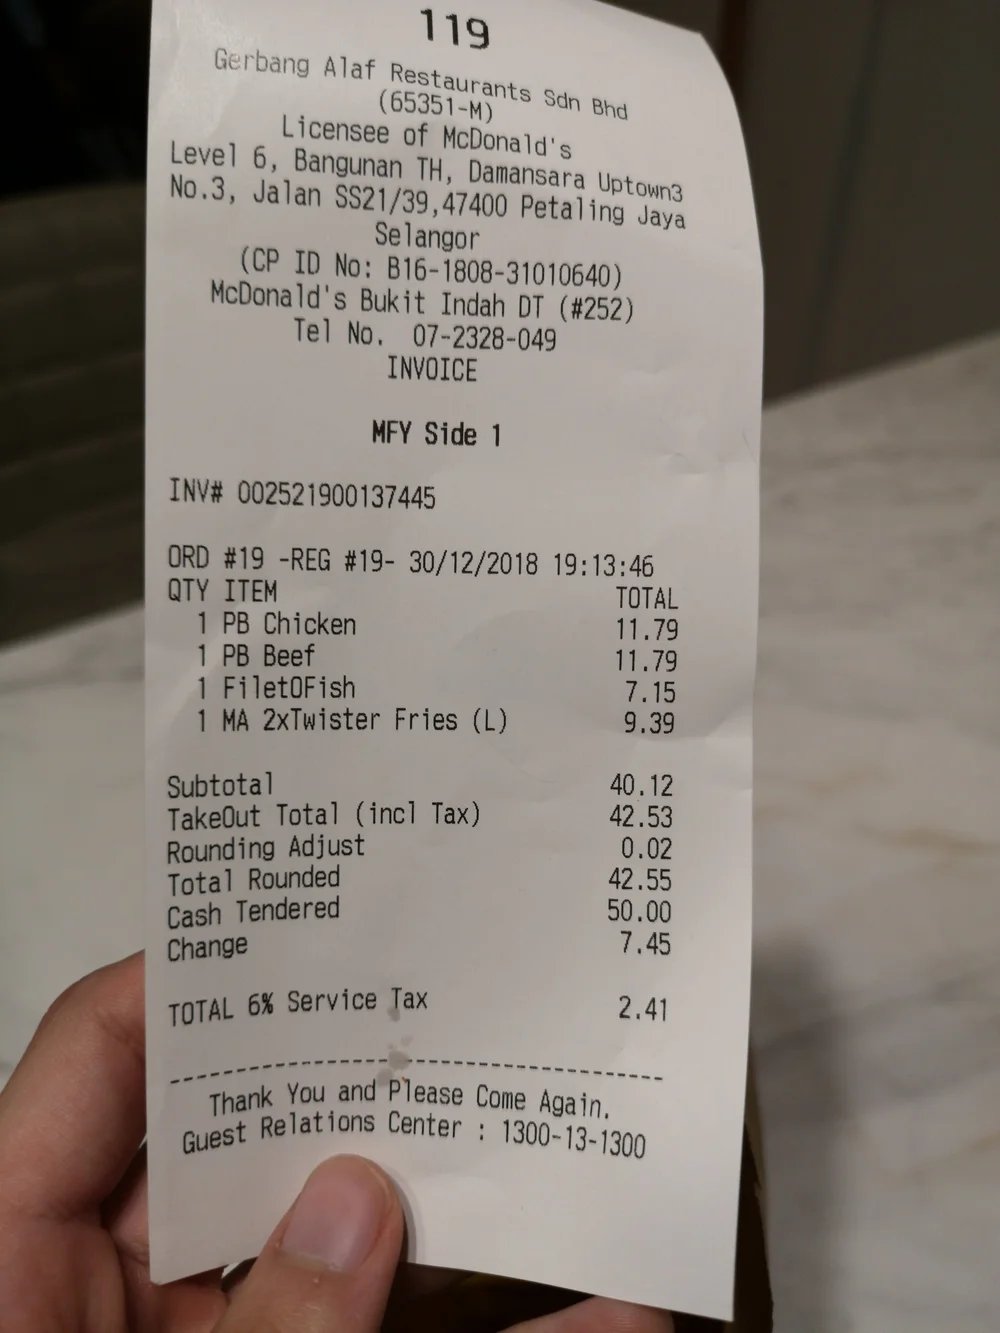 119
Gerbang Alaf Restaurants Sdn Bhd
(65351-M)
Licensee of McDonald's
Level 6, Bangunan TH, Damansara Uptown3
No.3, Jalan SS21/39,47400 Petaling Jaya
Selangor
(CP ID No: B16-1808-31010640)
McDonald's Bukit Indah DT (#252)
Tel No. 07-2328-049
INVOICE
MFY Side 1
INV# 002521900137445
ORD #19 -REG #19- 30/12/2018 19:13:46
QTY ITEM TOTAL
1 PB Chicken 11.79
1 PB Beef 11.79
1 FiletOFish 7.15
1 MA 2xTwister Fries (L) 9.39
Subtotal 40.12
TakeOut Total (incl Tax) 42.53
Rounding Adjust 0.02
Total Rounded 42.55
Cash Tendered 50.00
Change 7.45
TOTAL 6% Service Tax 2.41
Thank You and Please Come Again.
Guest Relations Center : 1300-13-1300